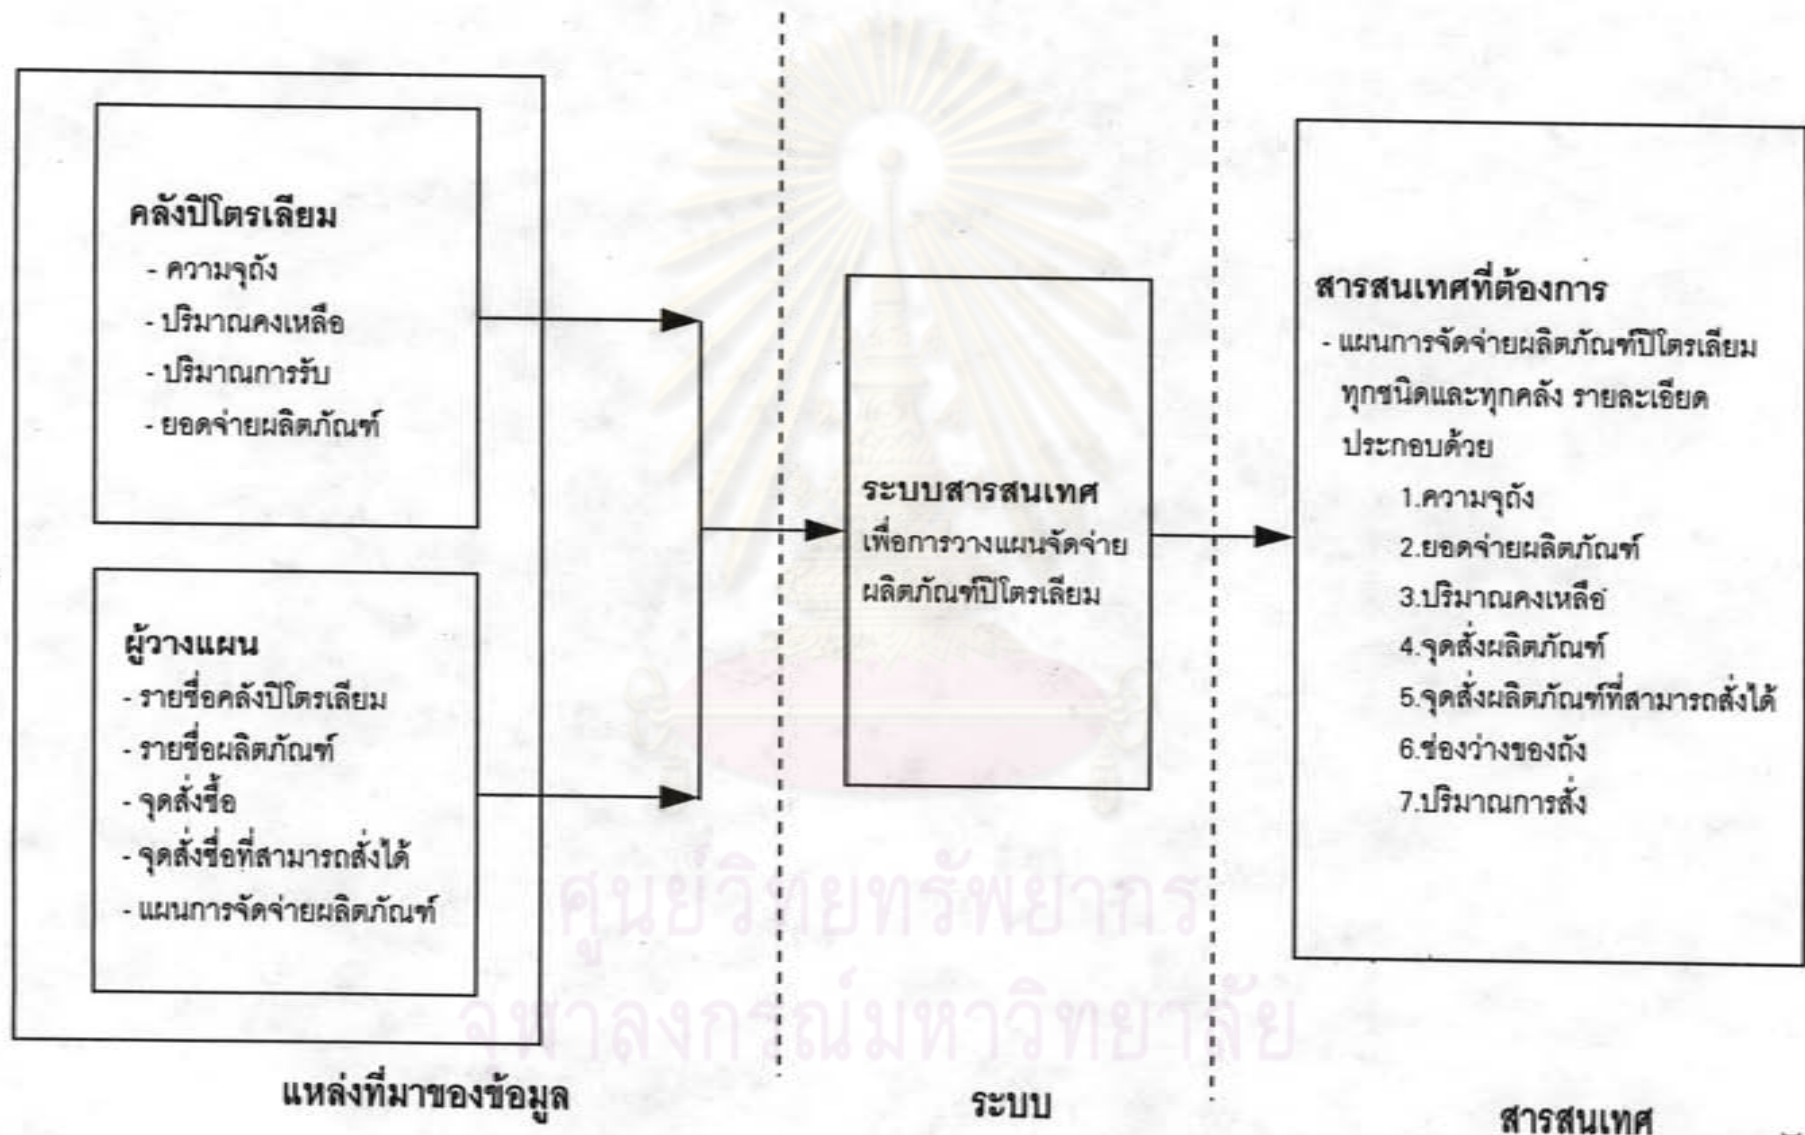 คลังปิโตรเลียม
- ความจุถัง
- ปริมาณคงเหลือ
- ปริมาณการรับ
- ยอดจ่ายผลิตภัณฑ์
ผู้วางแผน
- รายชื่อคลังปิโตรเลียม
- รายชื่อผลิตภัณฑ์
- จุดสั่งซื้อ
- จุดสั่งซื่อที่สามารถสั่งได้
- แผนการจัดจ่ายผลิตภัณฑ์
แหล่งที่มาของข้อมูล
ระบบสารสนเทศ
เพื่อการวางแผนจัดจ่าย
ผลิตภัณฑ์ปิโตรเลียม
ระบบ
สารสนเทศที่ต้องการ
- แผนการจัดจ่ายผลิตภัณฑ์ปิโตรเลียม
ทุกชนิดและทุกคลัง รายละเอียด
ประกอบด้วย
1.ความจุถัง
2.ยอดจ่ายผลิตภัณฑ์
3.ปริมาณคงเหลือ
4.จุดสั่งผลิตภัณฑ์
5.จุดสั่งผลิตภัณฑ์ที่สามารถสั่งได้
6.ช่องว่างของถัง
7.ปริมาณการสั่ง
สารสนเทศ
ศูนย์วิทยทรัพยากร
จุฬาลงกรณ์มหาวิทยาลัย